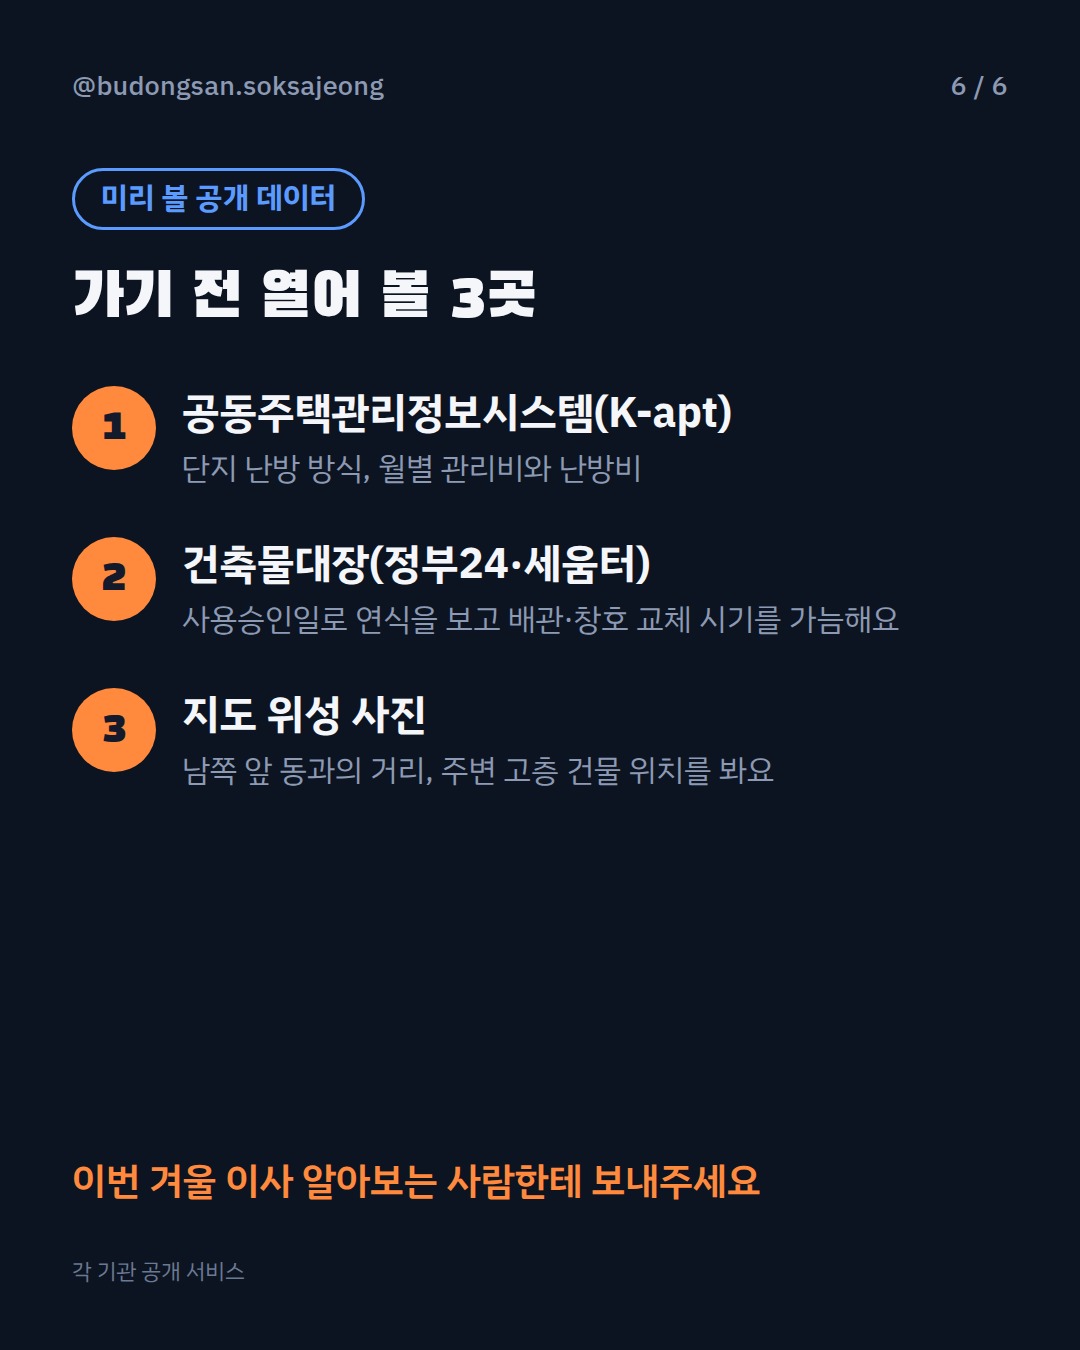 @budongsan.soksajeong
6 / 6
미리 볼 공개 데이터
가기 전 열어 볼 3곳
1
공동주택관리정보시스템(K-apt)
단지 난방 방식, 월별 관리비와 난방비
2
건축물대장(정부24·세움터)
사용승인일로 연식을 보고 배관·창호 교체 시기를 가늠해요
3
지도 위성 사진
남쪽 앞 동과의 거리, 주변 고층 건물 위치를 봐요
이번 겨울 이사 알아보는 사람한테 보내주세요
각 기관 공개 서비스